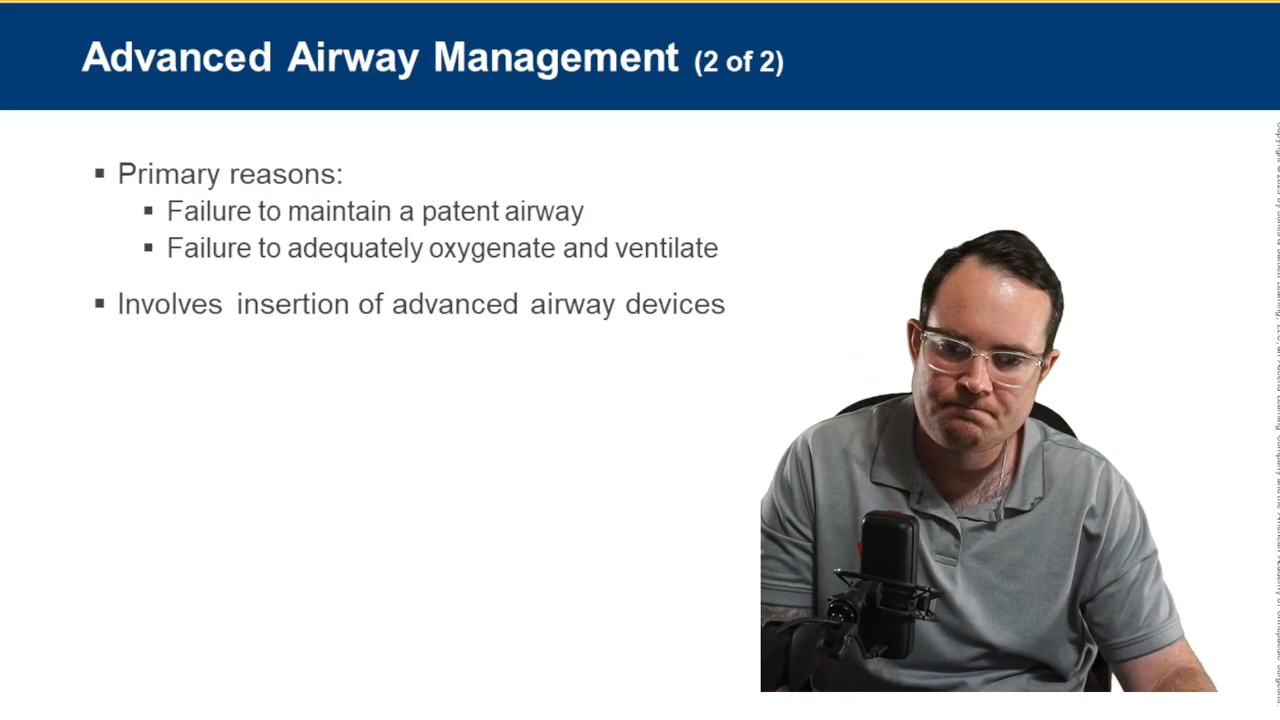 Advanced Airway Management (2 of 2)
▪ Primary reasons:
▪ Failure to maintain a patent airway
▪ Failure to adequately oxygenate and ventilate
▪ Involves insertion of advanced airway devices